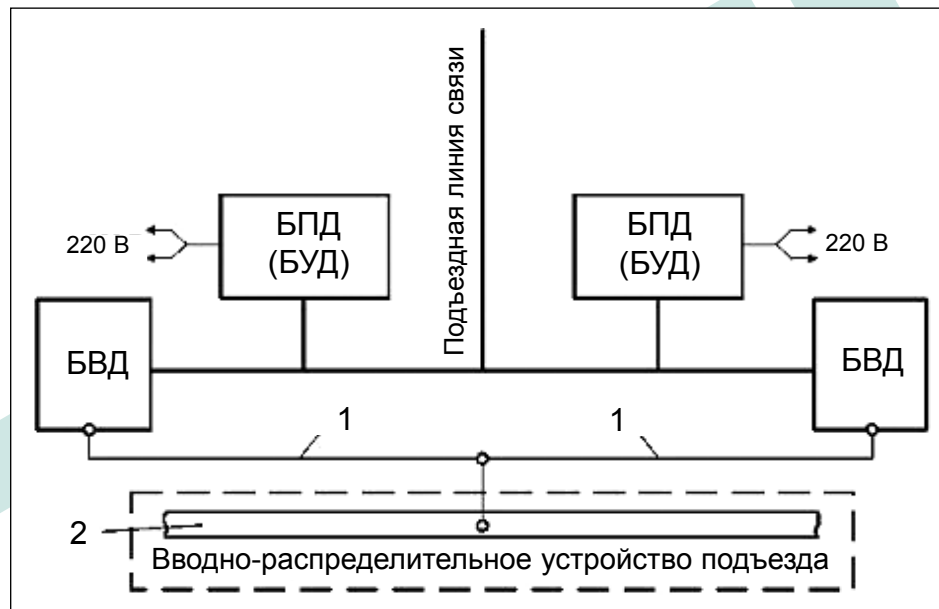 Подъездная линия связи
БПД
(БУД)
220 В
БПД
(БУД)
220 В
БВД
БВД
1
1
2
Вводно-распределительное устройство подъезда